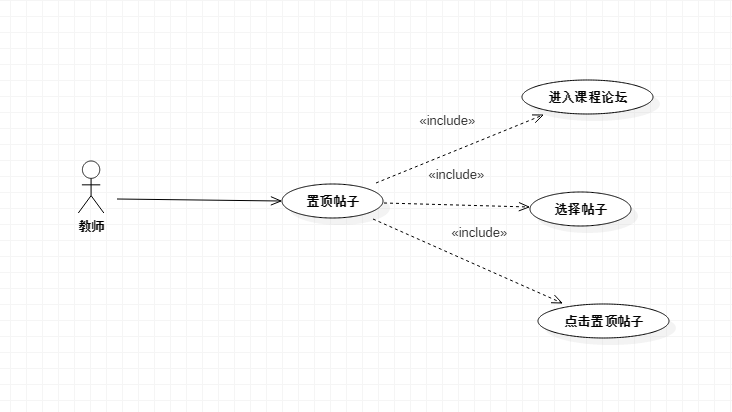 进入课程论坛
«include»
«include»
教师
置顶帖子
选择帖子
«include»
点击置顶帖子